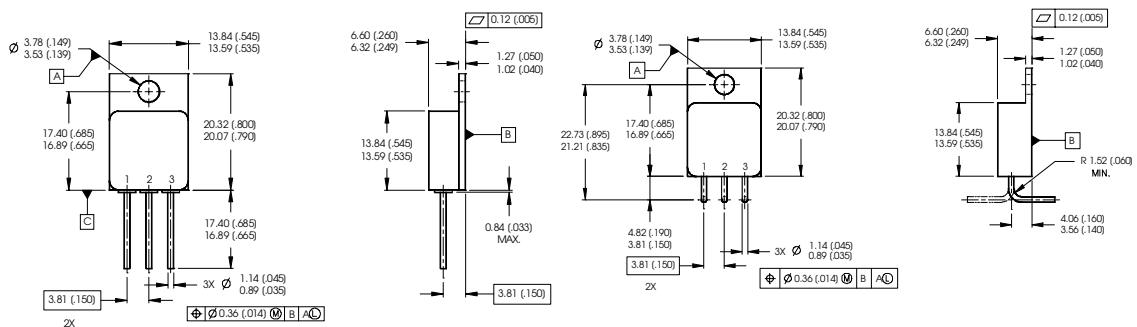 0.12 (.005)
6.60 (.260)
6.32 (.249)
13.84 (.545)
13.59 (.535)
Ø 3.78 (.149)
3.53 (.139)
A
1.27 (.050)
1.02 (.040)
17.40 (.685)
16.89 (.665)
20.32 (.800)
20.07 (.790)
13.84 (.545)
13.59 (.535)
B
1 2 3
C
17.40 (.685)
16.89 (.665)
0.84 (.033)
MAX.
3X Ø 1.14 (.045)
0.89 (.035)
3.81 (.150)
2X
⌖ Ø 0.36 (.014) Ⓜ B A Ⓛ
3.81 (.150)
0.12 (.005)
6.60 (.260)
6.32 (.249)
13.84 (.545)
13.59 (.535)
Ø 3.78 (.149)
3.53 (.139)
A
1.27 (.050)
1.02 (.040)
22.73 (.895)
21.21 (.835)
17.40 (.685)
16.89 (.665)
20.32 (.800)
20.07 (.790)
13.84 (.545)
13.59 (.535)
B
1 2 3
R 1.52 (.060)
MIN.
4.82 (.190)
3.81 (.150)
4.06 (.160)
3.56 (.140)
3X Ø 1.14 (.045)
0.89 (.035)
3.81 (.150)
2X
⌖ Ø 0.36 (.014) Ⓜ B A Ⓛ